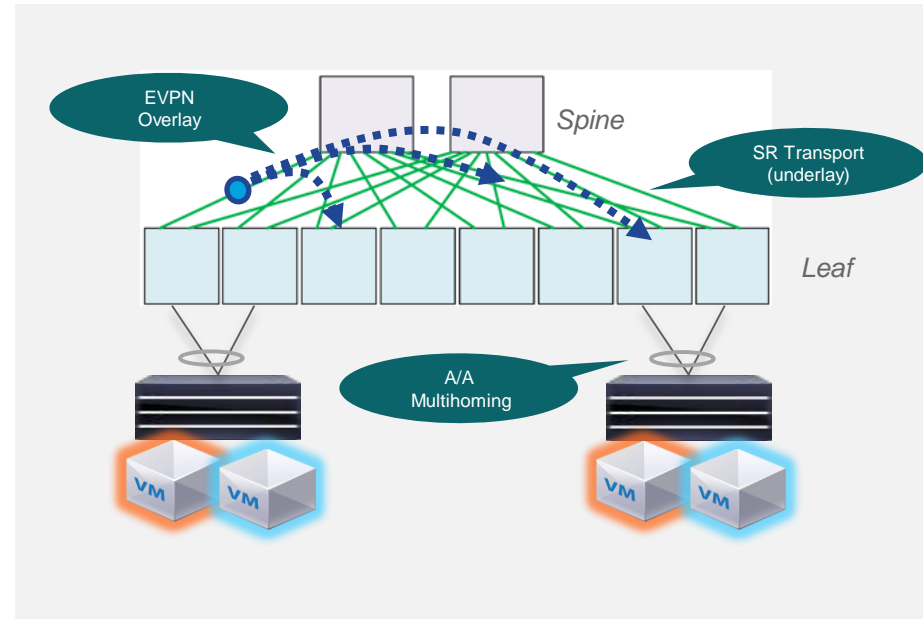 EVPN
Overlay
Spine
SR Transport
(underlay)
Leaf
A/A
Multihoming
VM
VM
VM
VM